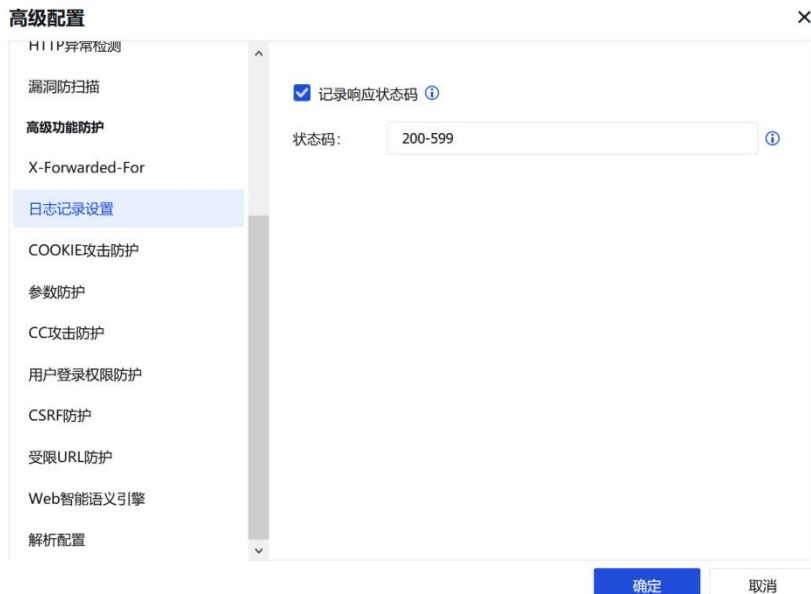 高级配置
HTTP异常检测
漏洞防扫描
高级功能防护
X-Forwarded-For
日志记录设置
COOKIE攻击防护
参数防护
CC攻击防护
用户登录权限防护
CSRF防护
受限URL防护
Web智能语义引擎
解析配置
记录响应状态码
状态码： 200-599
确定 取消